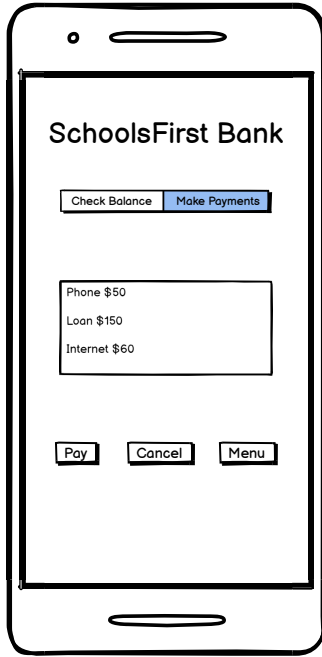 SchoolsFirst Bank
Check Balance Make Payments
Phone $50
Loan $150
Internet $60
Pay Cancel Menu